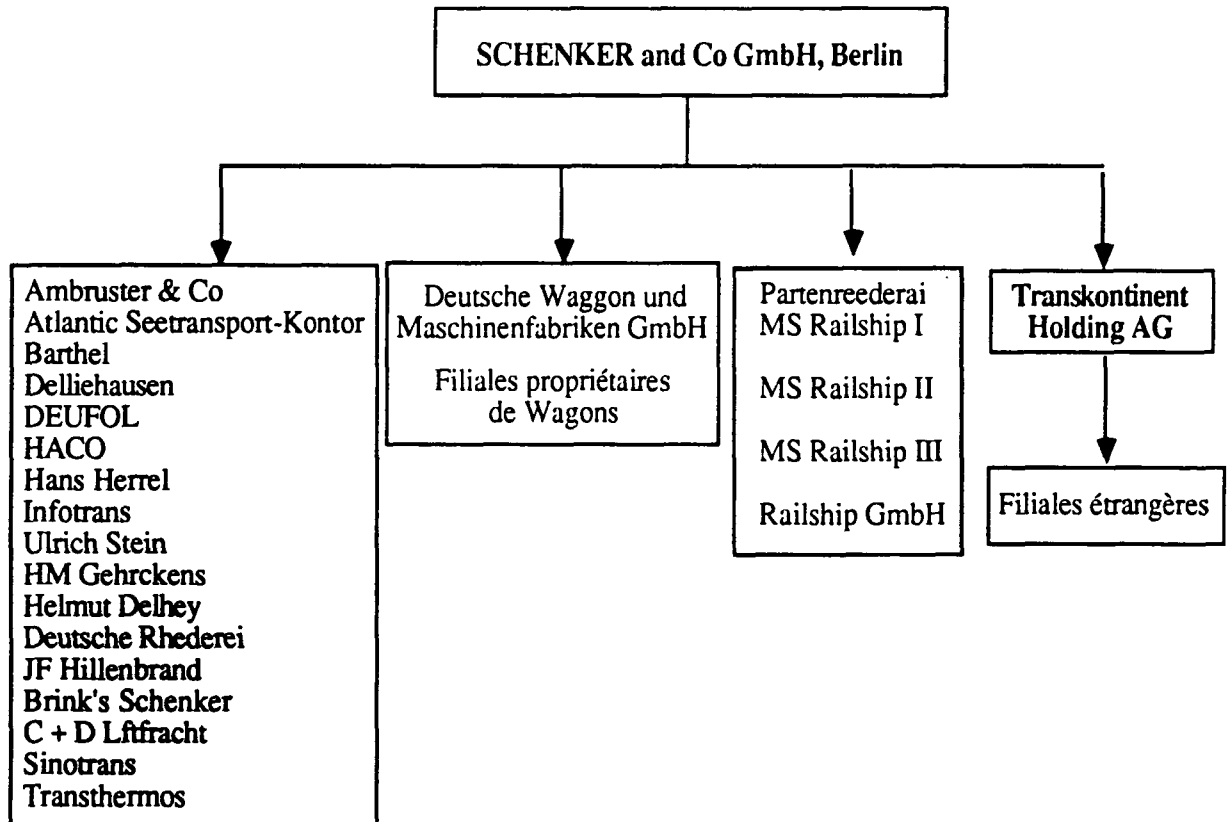 SCHENKER and Co GmbH, Berlin
Ambruster & Co
Atlantic Seetransport-Kontor
Barthel
Delliehausen
DEUFOL
HACO
Hans Herrel
Infotrans
Ulrich Stein
HM Gehrckens
Helmut Delhey
Deutsche Rhederei
JF Hillenbrand
Brink's Schenker
C + D Lftfracht
Sinotrans
Transthermos
Deutsche Waggon und
Maschinenfabriken GmbH
Filiales propriétaires
de Wagons
Partenreederai
MS Railship I
MS Railship II
MS Railship III
Railship GmbH
Transkontinent
Holding AG
Filiales étrangères